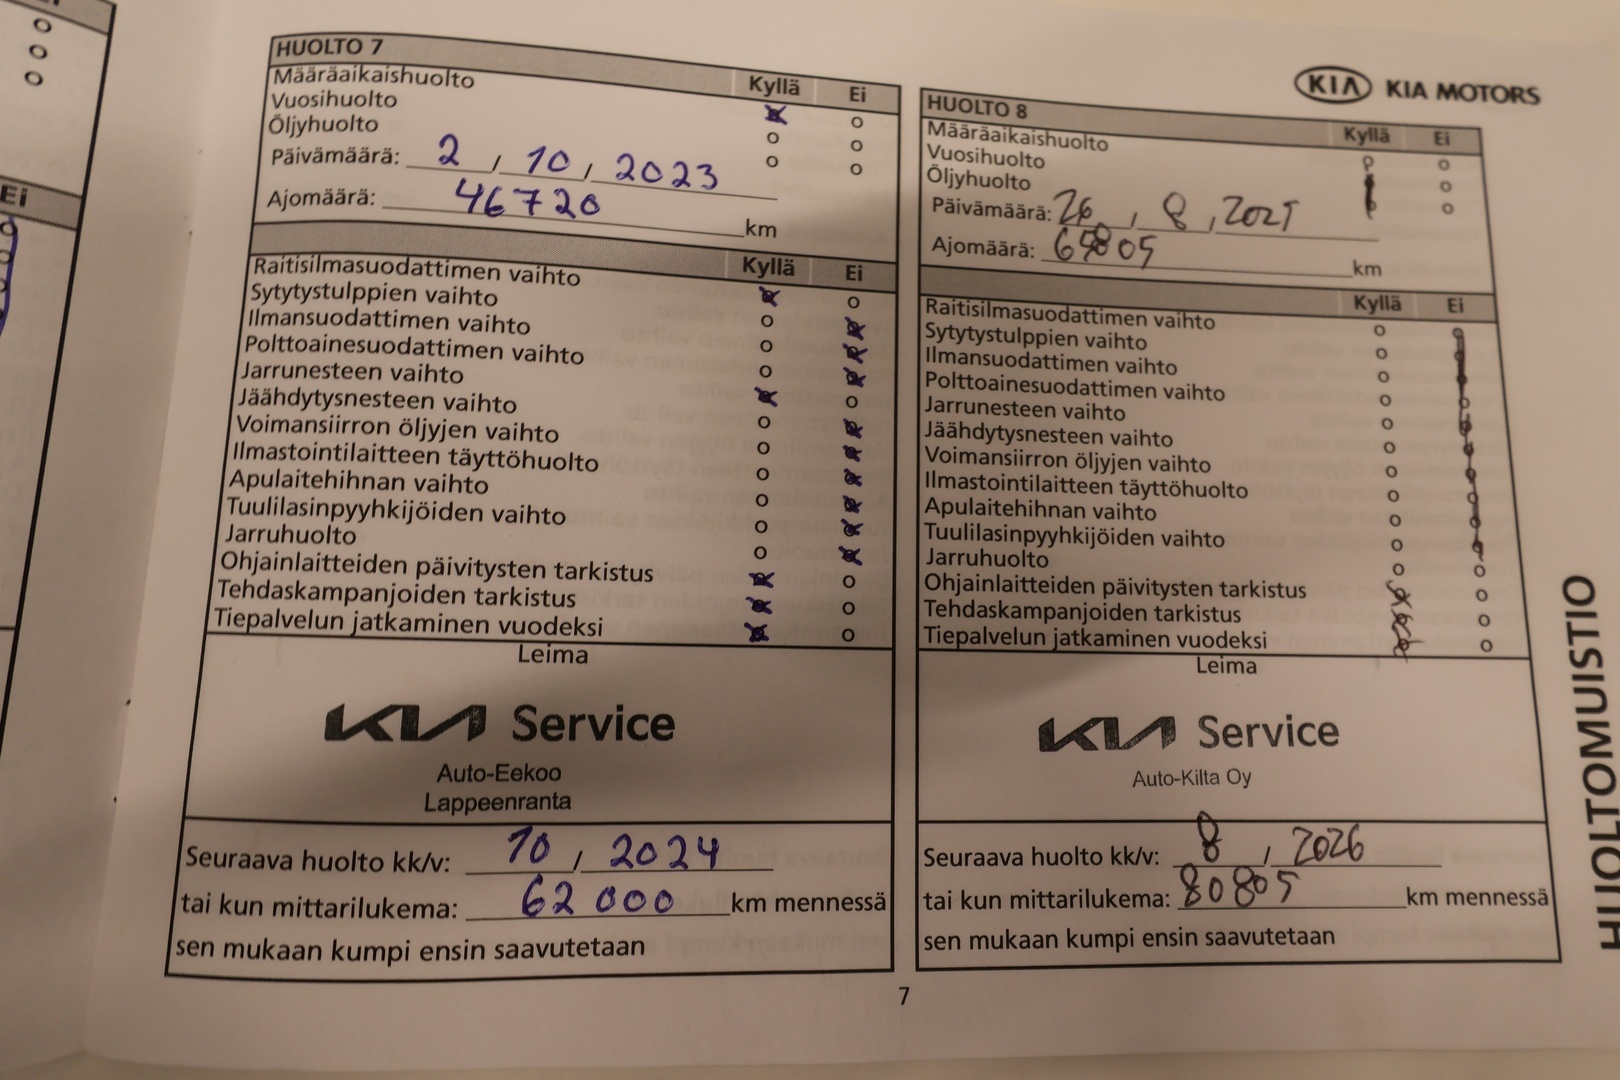 Ei
HUOLTO 7
Kyllä Ei
Määräaikaishuolto
Vuosihuolto
Öljyhuolto
Päivämäärä: 2 / 10 / 2023
Ajomäärä: 46720 km
Kyllä Ei
Raitisilmasuodattimen vaihto
Sytytystulppien vaihto
Ilmansuodattimen vaihto
Polttoainesuodattimen vaihto
Jarrunesteen vaihto
Jäähdytysnesteen vaihto
Voimansiirron öljyjen vaihto
Ilmastointilaitteen täyttöhuolto
Apulaitehihnan vaihto
Tuulilasinpyyhkijöiden vaihto
Jarruhuolto
Ohjainlaitteiden päivitysten tarkistus
Tehdaskampanjoiden tarkistus
Tiepalvelun jatkaminen vuodeksi
Leima
KIA Service
Auto-Eekoo
Lappeenranta
Seuraava huolto kk/v: 10 / 2024
tai kun mittarilukema: 62 000 km mennessä
sen mukaan kumpi ensin saavutetaan
KIA KIA MOTORS
HUOLTO 8
Kyllä Ei
Määräaikaishuolto
Vuosihuolto
Öljyhuolto
Päivämäärä: 26 / 8 / 2025
Ajomäärä: km
Kyllä Ei
Raitisilmasuodattimen vaihto
Sytytystulppien vaihto
Ilmansuodattimen vaihto
Polttoainesuodattimen vaihto
Jarrunesteen vaihto
Jäähdytysnesteen vaihto
Voimansiirron öljyjen vaihto
Ilmastointilaitteen täyttöhuolto
Apulaitehihnan vaihto
Tuulilasinpyyhkijöiden vaihto
Jarruhuolto
Ohjainlaitteiden päivitysten tarkistus
Tehdaskampanjoiden tarkistus
Tiepalvelun jatkaminen vuodeksi
Leima
KIA Service
Auto-Kilta Oy
Seuraava huolto kk/v: 8 / 2026
tai kun mittarilukema: 80805 km mennessä
sen mukaan kumpi ensin saavutetaan
HUOLTOMUISTIO
7